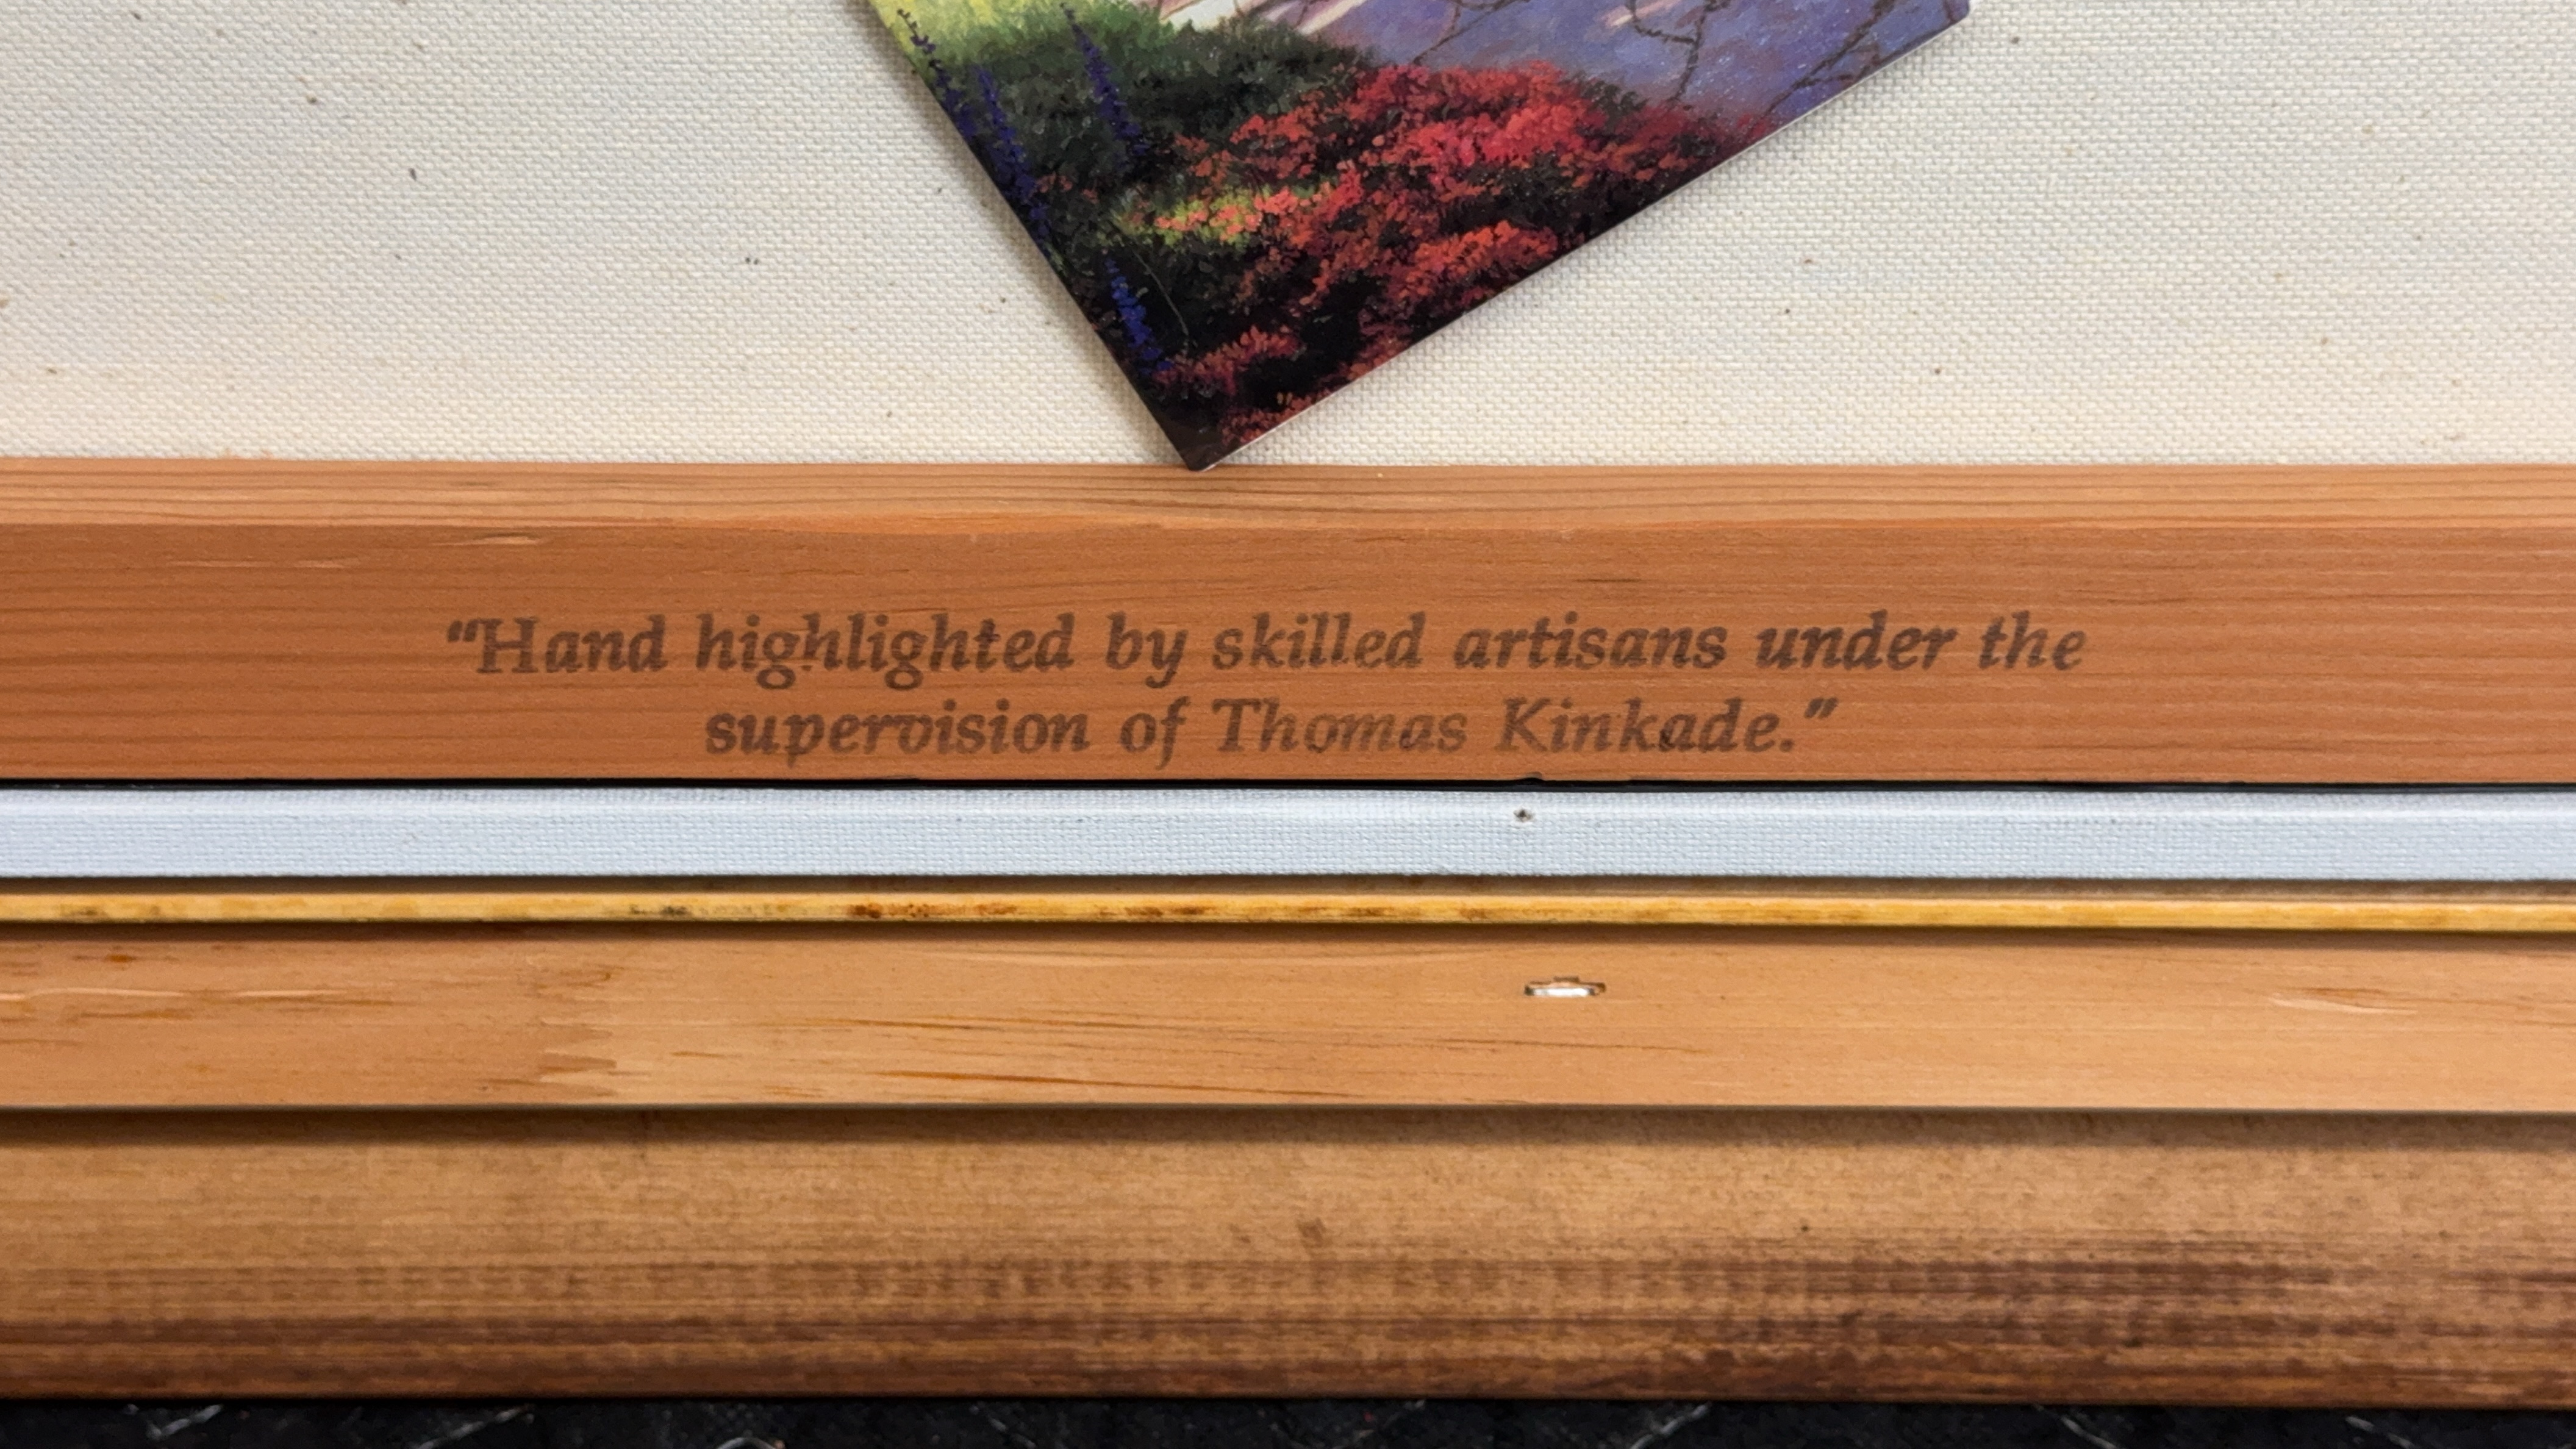 “Hand highlighted by skilled artisans under the
supervision of Thomas Kinkade.”